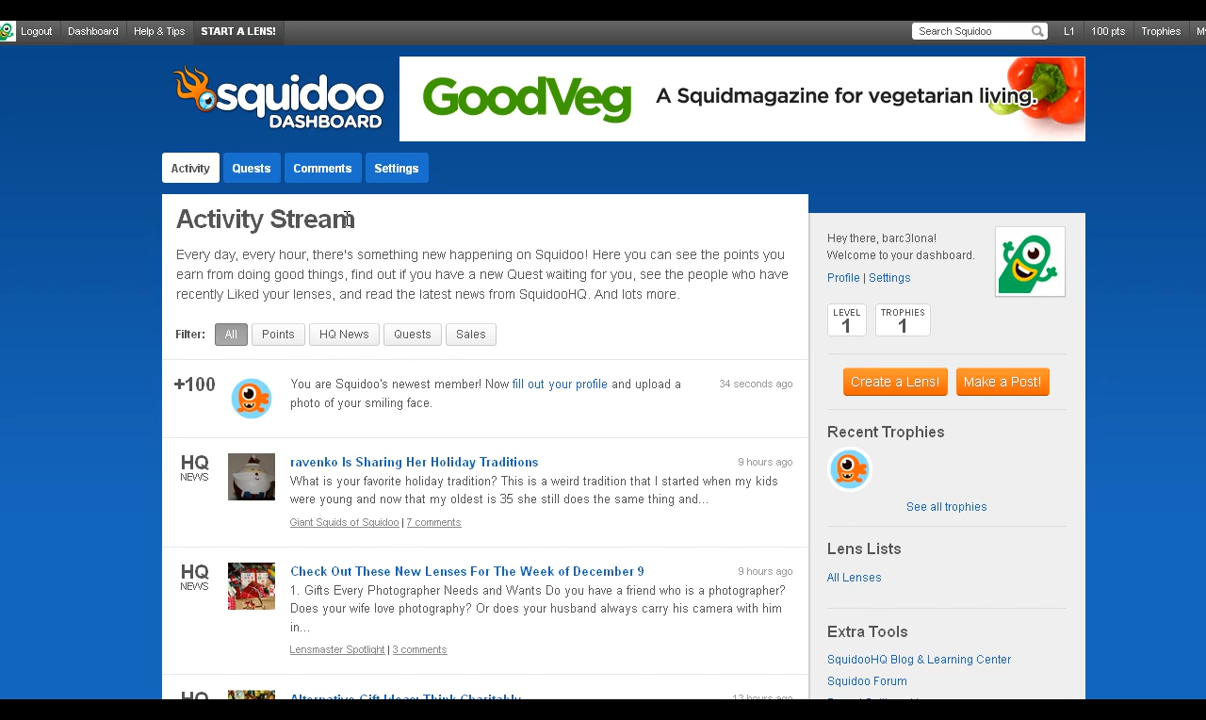 Logout Dashboard Help & Tips START A LENS! Search Squidoo L1 100 pts Trophies
squidoo
DASHBOARD
GoodVeg A Squidmagazine for vegetarian living.
Activity Quests Comments Settings
Activity Stream
Every day, every hour, there's something new happening on Squidoo! Here you can see the points you
earn from doing good things, find out if you have a new Quest waiting for you, see the people who have
recently Liked your lenses, and read the latest news from SquidooHQ. And lots more.
Filter: All Points HQ News Quests Sales
+100 You are Squidoo's newest member! Now fill out your profile and upload a 34 seconds ago
photo of your smiling face.
HQ NEWS
ravenko Is Sharing Her Holiday Traditions 9 hours ago
What is your favorite holiday tradition? This is a weird tradition that I started when my kids
were young and now that my oldest is 35 she still does the same thing and...
Giant Squids of Squidoo | 7 comments
HQ NEWS
Check Out These New Lenses For The Week of December 9 9 hours ago
1. Gifts Every Photographer Needs and Wants Do you have a friend who is a photographer?
Does your wife love photography? Or does your husband always carry his camera with him
in...
Lensmaster Spotlight | 3 comments
HQ Alternative Gift Ideas: Think Charitably 13 hours ago
Hey there, barc3lona!
Welcome to your dashboard.
Profile | Settings
LEVEL 1 TROPHIES 1
Create a Lens! Make a Post!
Recent Trophies
See all trophies
Lens Lists
All Lenses
Extra Tools
SquidooHQ Blog & Learning Center
Squidoo Forum